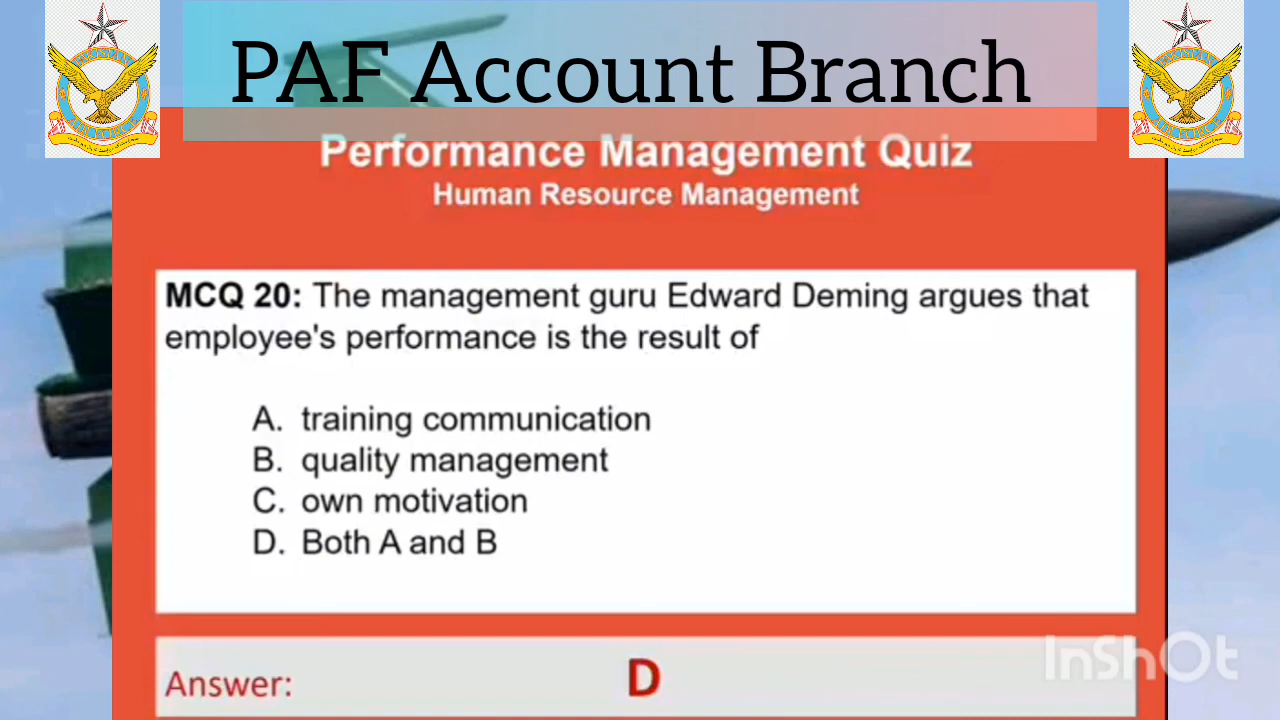 PAF Account Branch
Performance Management Quiz
Human Resource Management
MCQ 20: The management guru Edward Deming argues that
employee's performance is the result of
A. training communication
B. quality management
C. own motivation
D. Both A and B
Answer: D
InShOt